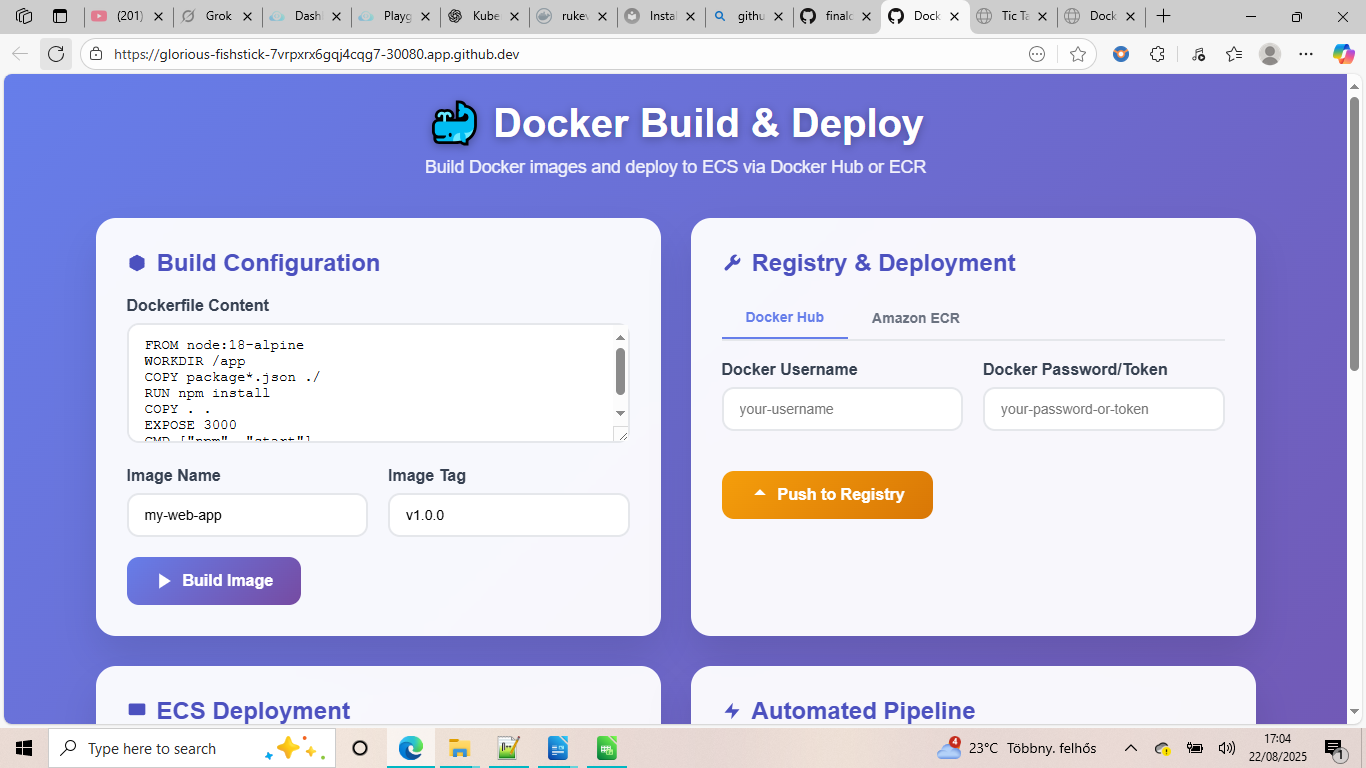 (201)
Grok
Dashl
Playg
Kube
rukev
Instal
githu
finalc
Dock
Tic Ta
Dock
https://glorious-fishstick-7vrpxrx6gqj4cqg7-30080.app.github.dev
Docker Build & Deploy
Build Docker images and deploy to ECS via Docker Hub or ECR
Build Configuration
Dockerfile Content
FROM node:18-alpine
WORKDIR /app
COPY package*.json ./
RUN npm install
COPY . .
EXPOSE 3000
CMD ["npm", "start"]
Image Name
Image Tag
my-web-app
v1.0.0
Build Image
Registry & Deployment
Docker Hub
Amazon ECR
Docker Username
Docker Password/Token
your-username
your-password-or-token
Push to Registry
ECS Deployment
Automated Pipeline
Type here to search
4
23°C Többny. felhős
17:04
22/08/2025
1